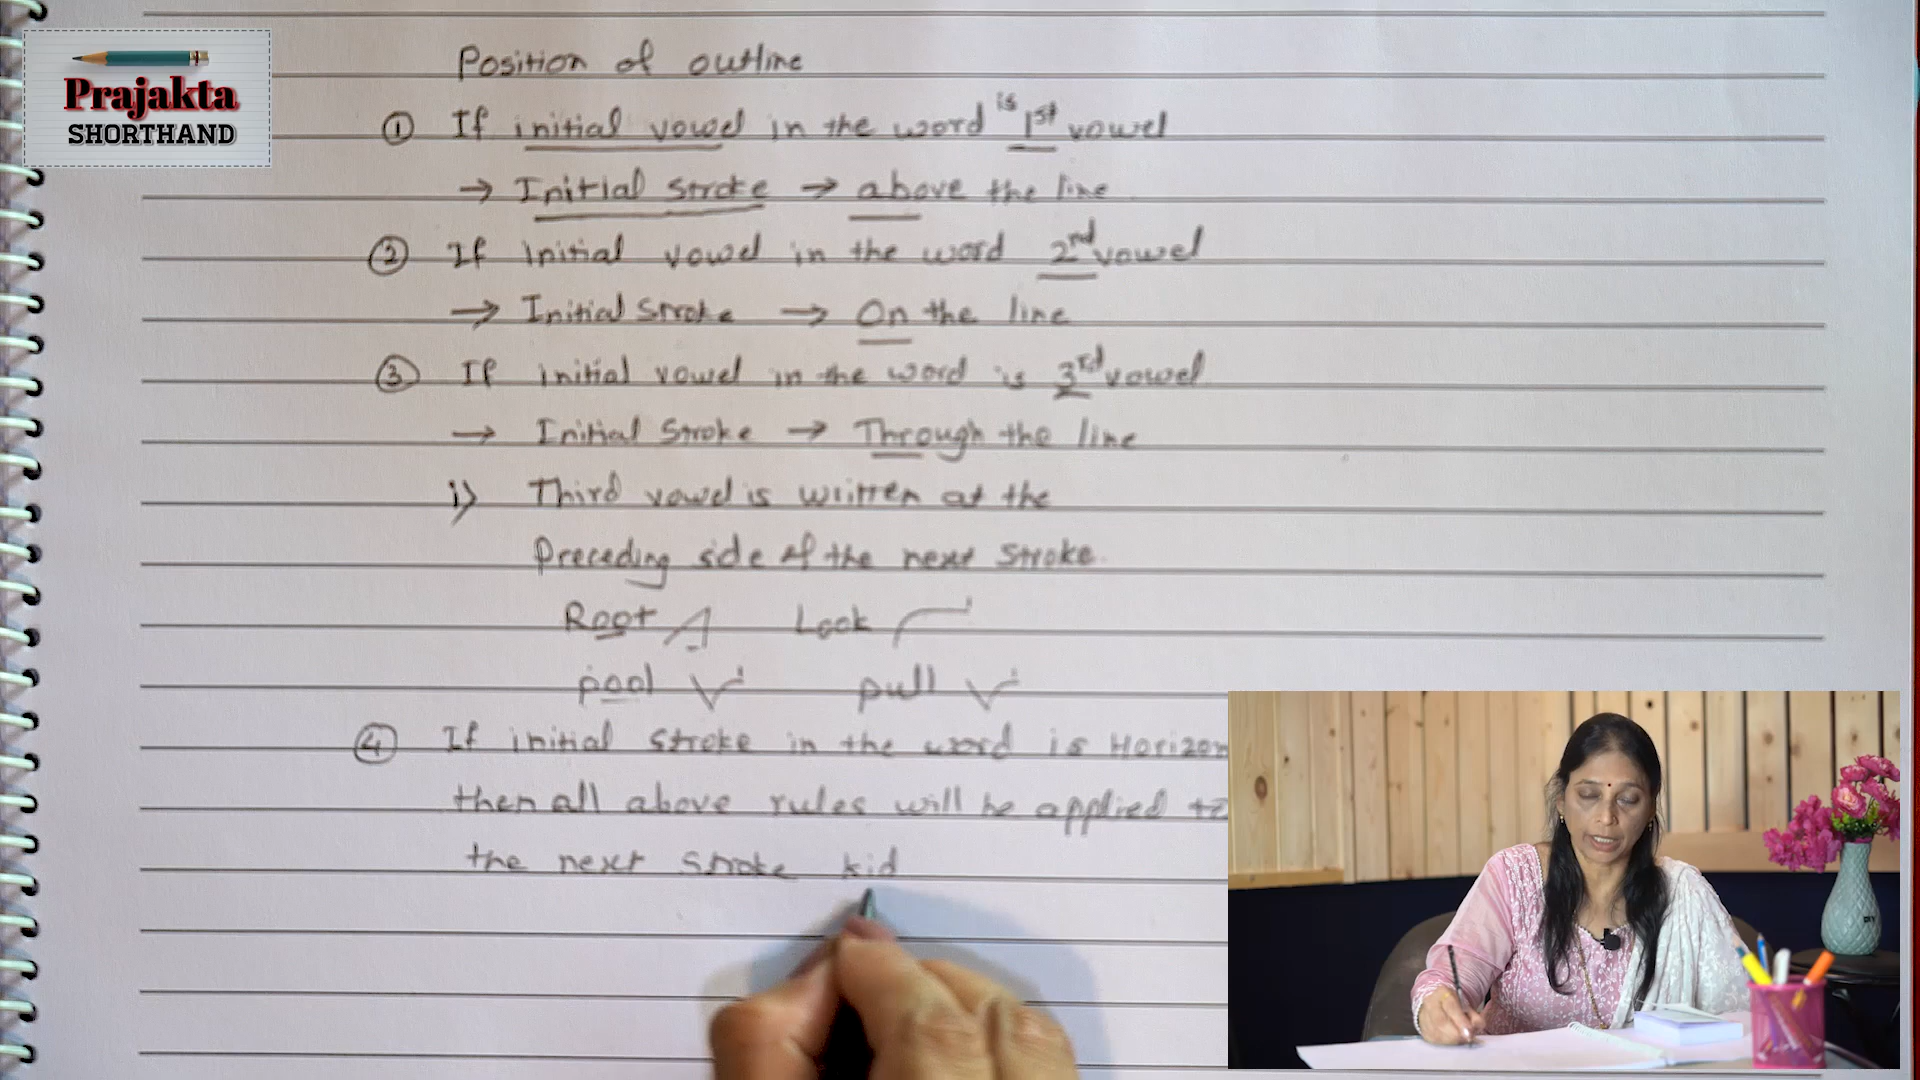 Prajakta
SHORTHAND
Position of outline
① If initial vowel in the word is 1st vowel
→ Initial stroke → above the line
② If initial vowel in the word 2nd vowel
→ Initial stroke → On the line
③ If initial vowel in the word is 3rd vowel
→ Initial stroke → Through the line
i) Third vowel is written at the
Preceding side of the next stroke.
Root Look
pool pull
④ If initial stroke in the word is Horizon
then all above rules will be applied to
the next stroke kid